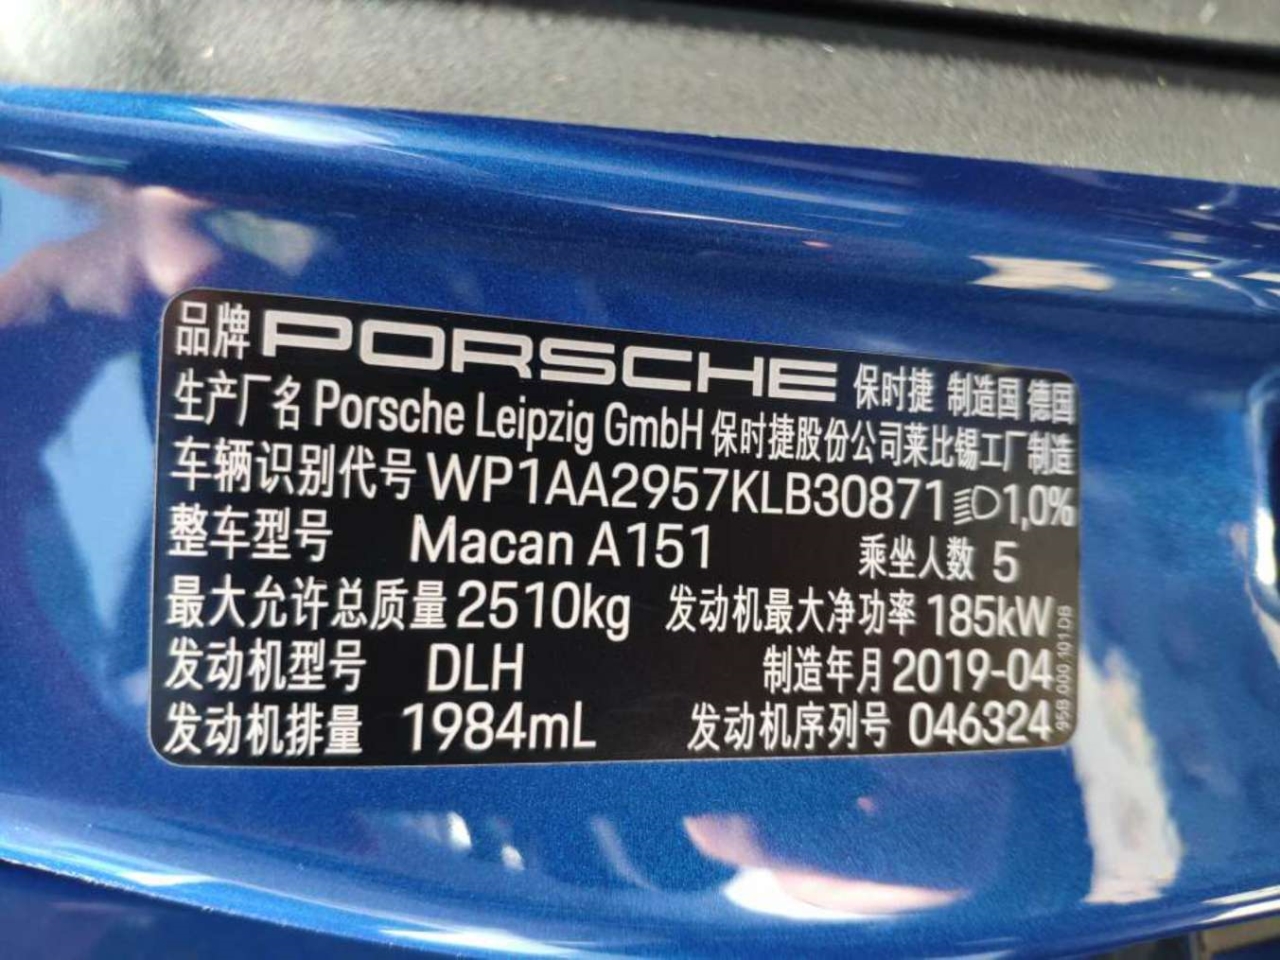 品牌 PORSCHE 保时捷 制造国 德国
生产厂名 Porsche Leipzig GmbH 保时捷股份公司莱比锡工厂制造
车辆识别代号 WP1AA2957KLB30871 1,0%
整车型号 Macan A151 乘坐人数 5
最大允许总质量 2510kg 发动机最大净功率 185kW
发动机型号 DLH 制造年月 2019-04
发动机排量 1984mL 发动机序列号 046324
95B.000.101.DB